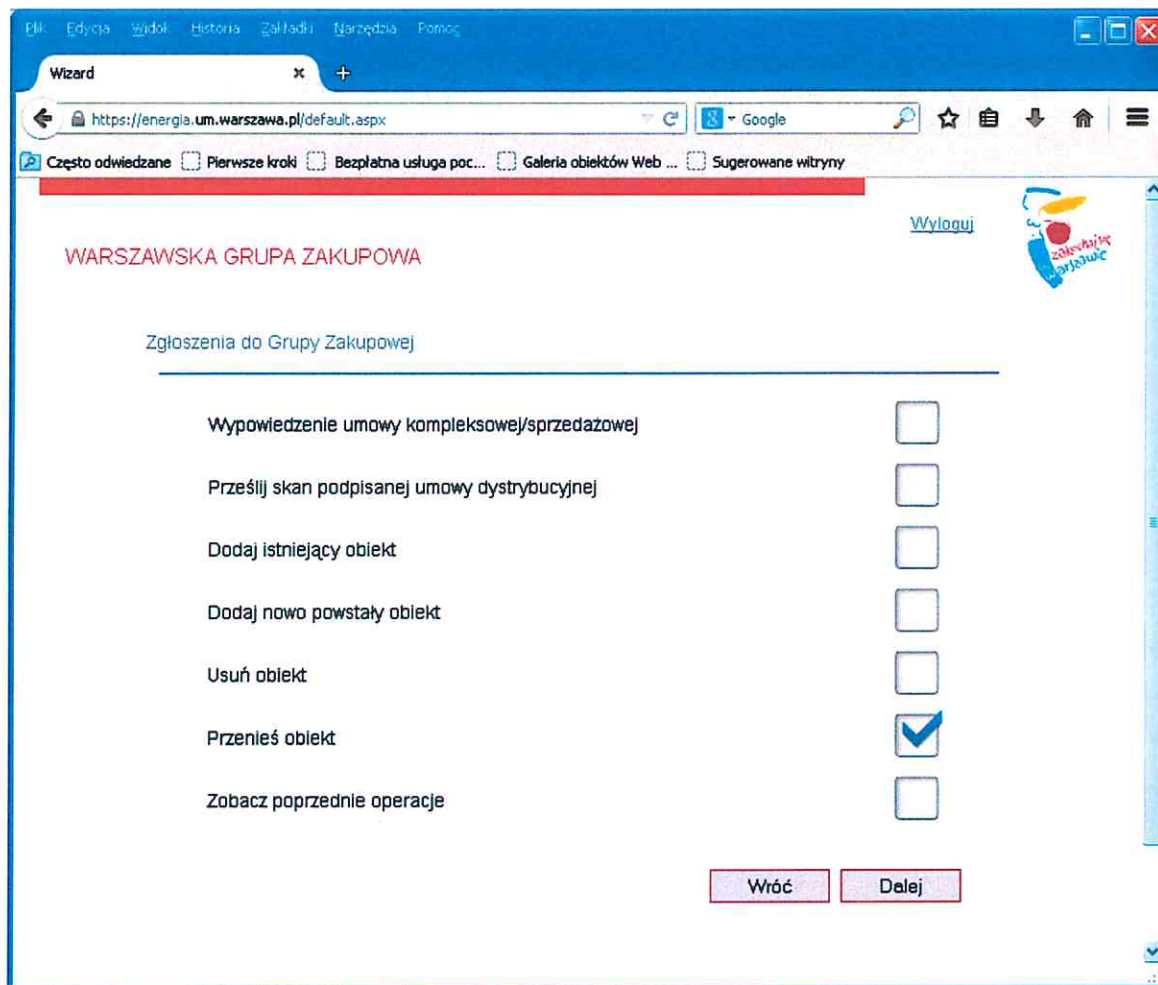 Plik Edycja Widok Historia Zakładki Narzędzia Pomoc
Wizard
https://energia.um.warszawa.pl/default.aspx
Google
Często odwiedzane Pierwsze kroki Bezpłatna usługa poc... Galeria obiektów Web ... Sugerowane witryny
Wyloguj
zakochaj się
w Warszawie
WARSZAWSKA GRUPA ZAKUPOWA
Zgłoszenia do Grupy Zakupowej
Wypowiedzenie umowy kompleksowej/sprzedażowej
Prześlij skan podpisanej umowy dystrybucyjnej
Dodaj istniejący obiekt
Dodaj nowo powstały obiekt
Usuń obiekt
Przenieś obiekt
Zobacz poprzednie operacje
Wróć Dalej